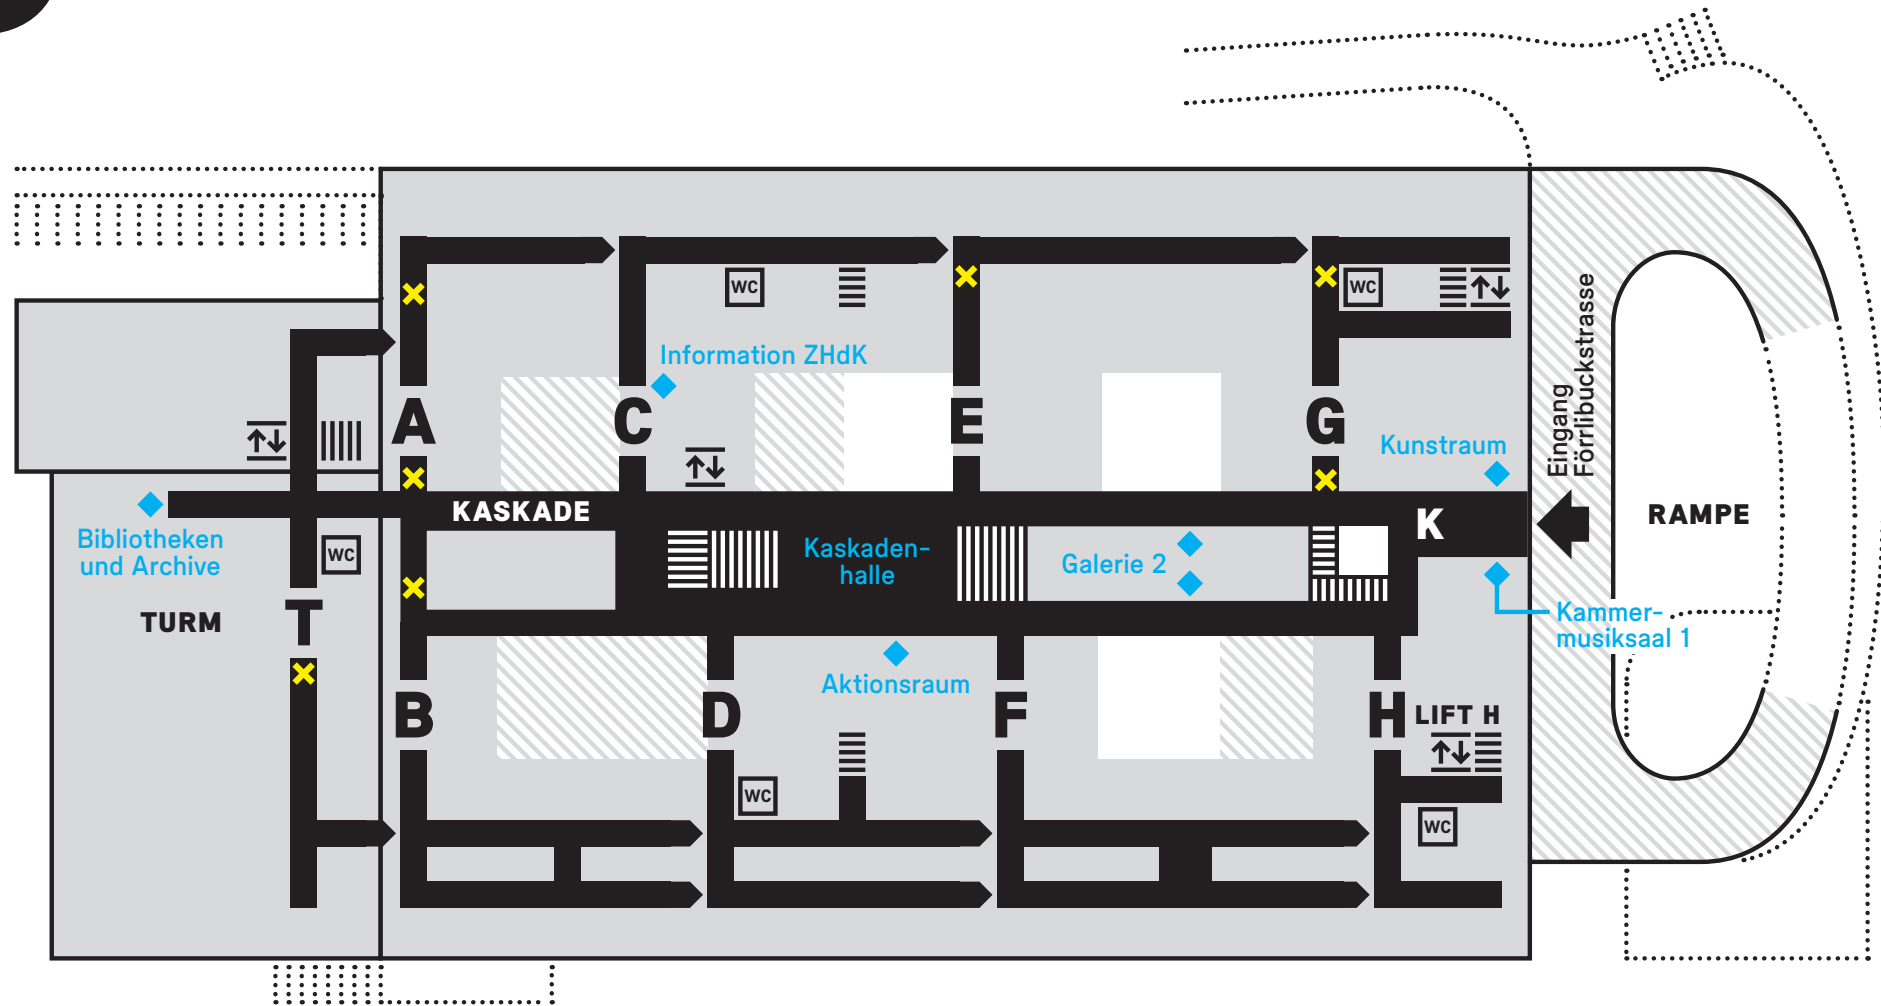 WC
WC
Eingang
Förrlibuckstrasse
Information ZHdK
A
C
E
G
Kunstraum
KASKADE
K
RAMPE
Bibliotheken
und Archive
WC
Kaskaden-
halle
Galerie 2
TURM
T
Kammer-
musiksaal 1
Aktionsraum
B
D
F
H
LIFT H
WC
WC